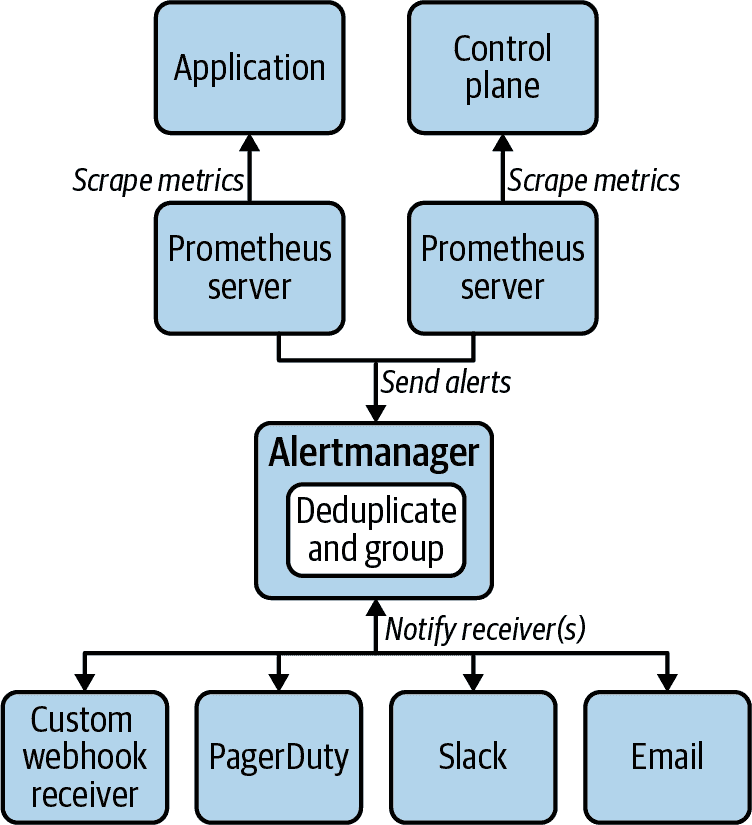 Application
Control
plane
Scrape metrics
Scrape metrics
Prometheus
server
Prometheus
server
Send alerts
Alertmanager
Deduplicate
and group
Notify receiver(s)
Custom
webhook
receiver
PagerDuty
Slack
Email